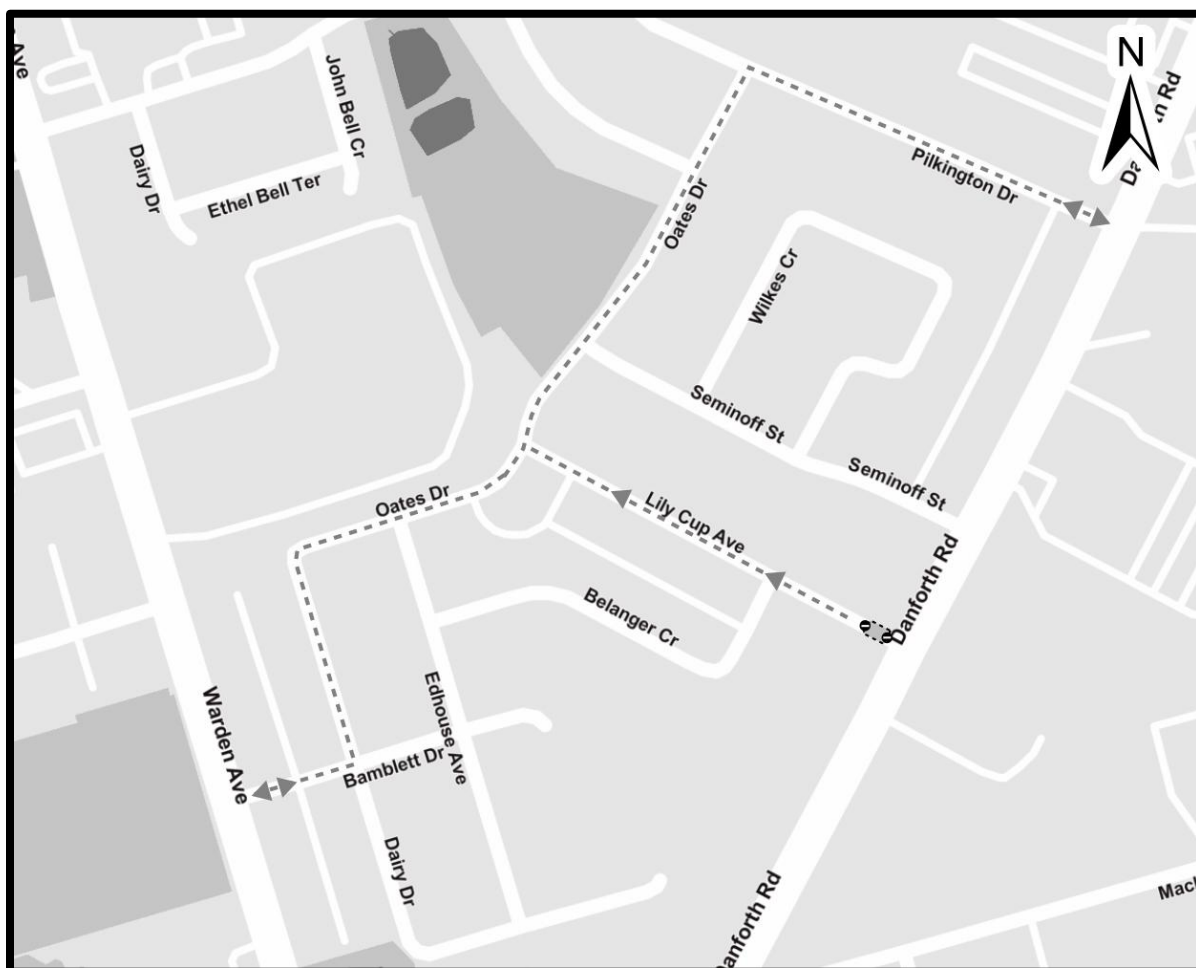 Ave
John Bell Cr
N
Dairy Dr
Ethel Bell Ter
Pilkington Dr
Oates Dr
Wilkes Cr
Seminoff St
Seminoff St
Oates Dr
Lily Cup Ave
Danforth Rd
Belanger Cr
Warden Ave
Edhouse Ave
Bamblett Dr
Dairy Dr
Danforth Rd